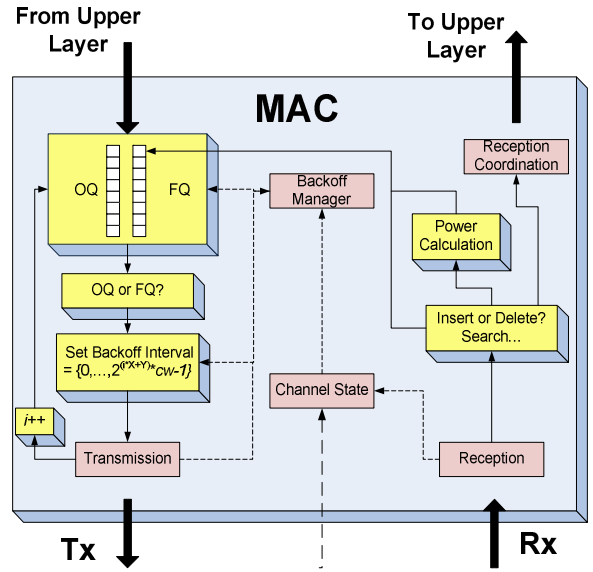 From Upper
Layer
To Upper
Layer
MAC
OQ
FQ
Backoff
Manager
Reception
Coordination
Power
Calculation
OQ or FQ?
Insert or Delete?
Search...
Set Backoff Interval
= {0,...,2^(i*X+Y)*cw-1}
Channel State
i++
Transmission
Reception
Tx
Rx